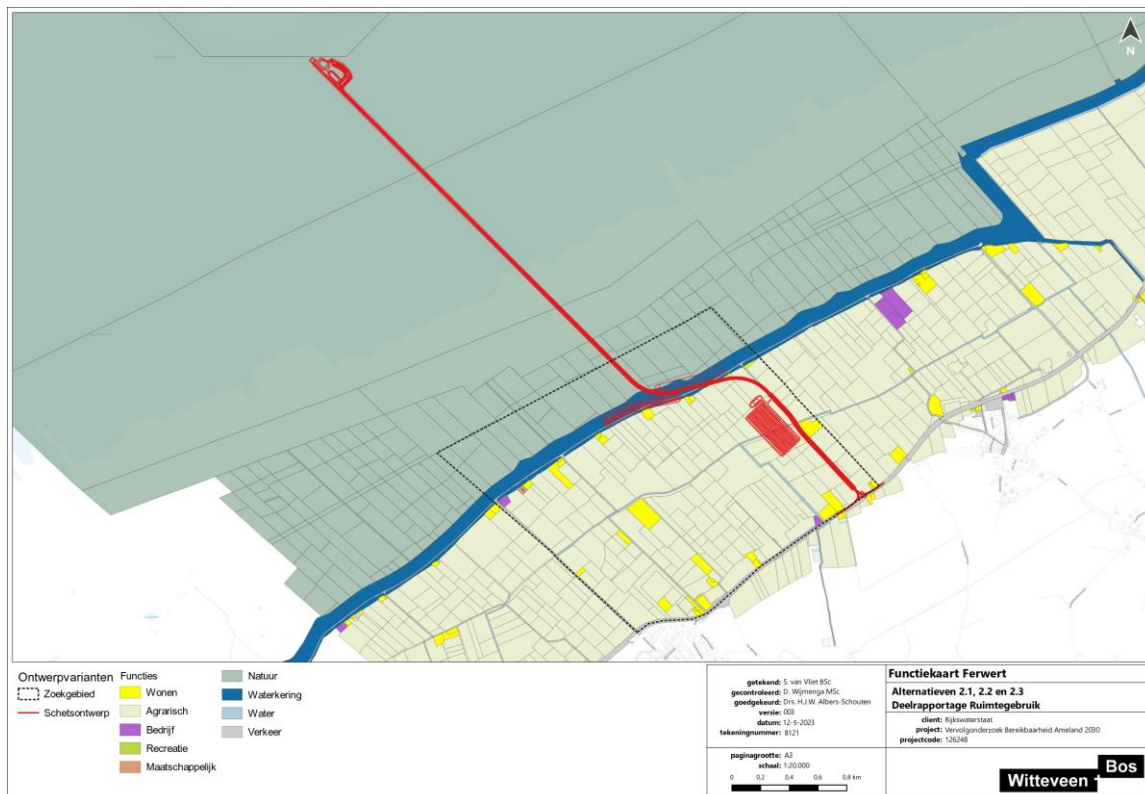 N
Ontwerpvarianten
Zoekgebied
Schetsontwerp
Functies
Wonen
Agrarisch
Bedrijf
Recreatie
Maatschappelijk
Natuur
Waterkering
Water
Verkeer
getekend: S. van Vliet BSc
gecontroleerd: D. Wijmenga MSc
goedgekeurd: Drs. H.J.W. Albers-Schouten
versie: 003
datum: 12-5-2023
tekeningnummer: 8121
paginagrootte: A3
schaal: 1:20.000
0 0,2 0,4 0,6 0,8 km
Functiekaart Ferwert
Alternatieven 2.1, 2.2 en 2.3
Deelrapportage Ruimtegebruik
client: Rijkswaterstaat
project: Vervolgonderzoek Bereikbaarheid Ameland 2030
projectcode: 126248
Witteveen + Bos